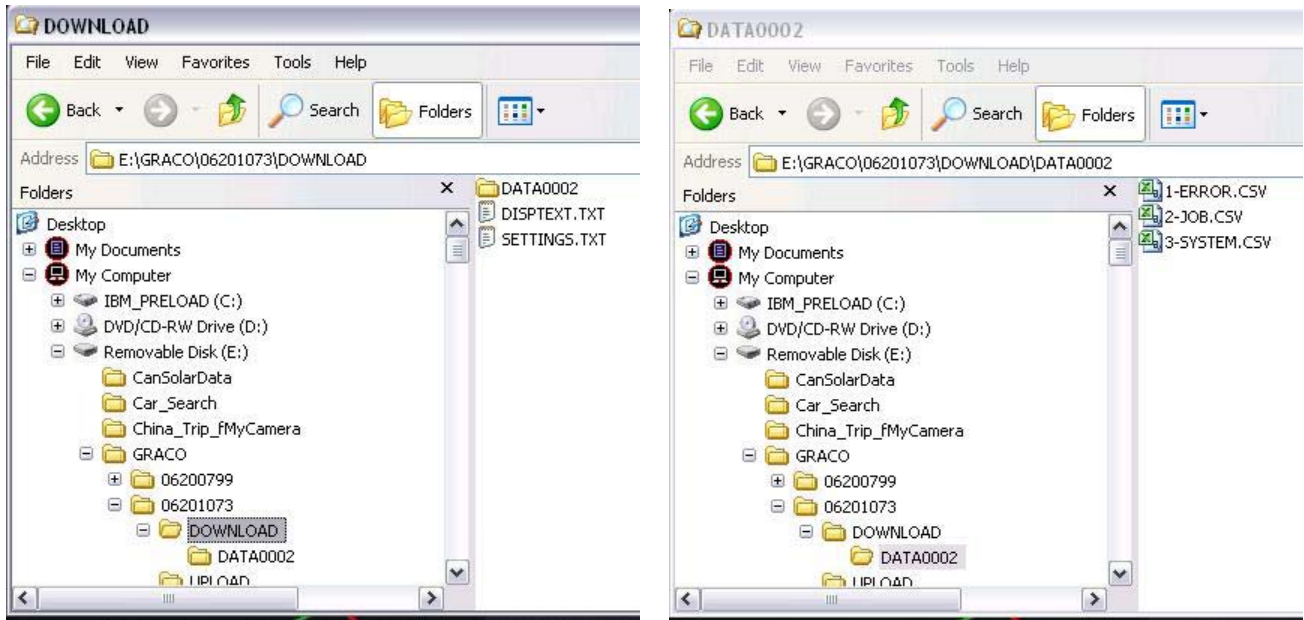 DOWNLOAD
File Edit View Favorites Tools Help
Back Search Folders
Address E:\GRACO\06201073\DOWNLOAD
Folders
Desktop
My Documents
My Computer
IBM_PRELOAD (C:)
DVD/CD-RW Drive (D:)
Removable Disk (E:)
CanSolarData
Car_Search
China_Trip_fMyCamera
GRACO
06200799
06201073
DOWNLOAD
DATA0002
UPLOAD
DATA0002
DISPTEXT.TXT
SETTINGS.TXT
DATA0002
File Edit View Favorites Tools Help
Back Search Folders
Address E:\GRACO\06201073\DOWNLOAD\DATA0002
Folders
Desktop
My Documents
My Computer
IBM_PRELOAD (C:)
DVD/CD-RW Drive (D:)
Removable Disk (E:)
CanSolarData
Car_Search
China_Trip_fMyCamera
GRACO
06200799
06201073
DOWNLOAD
DATA0002
UPLOAD
1-ERROR.CSV
2-JOB.CSV
3-SYSTEM.CSV